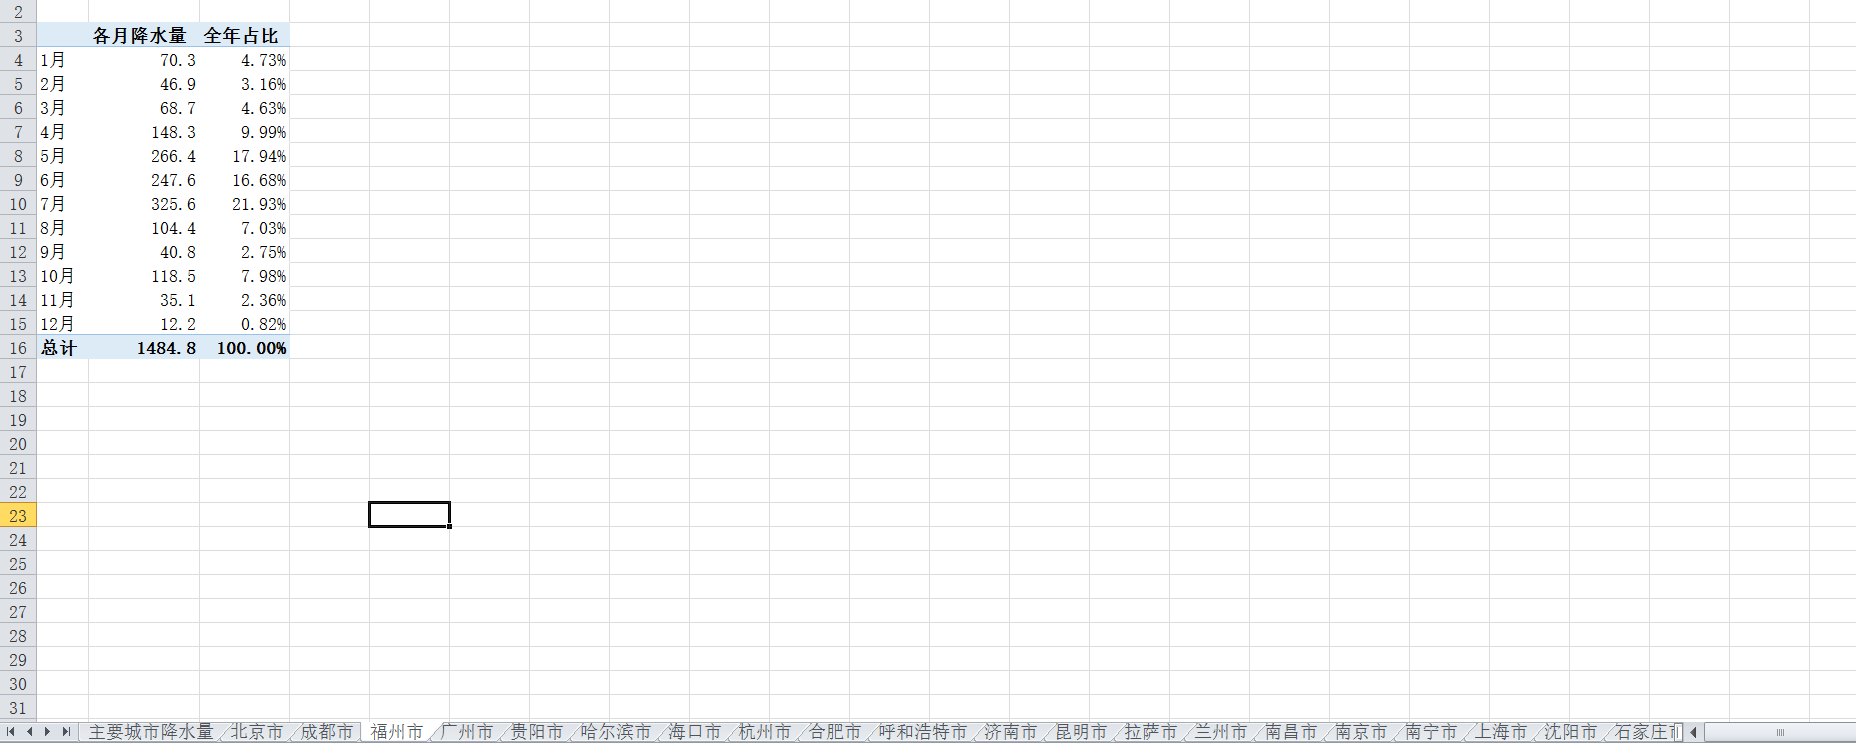 2
3 各月降水量 全年占比
4 1月 70.3 4.73%
5 2月 46.9 3.16%
6 3月 68.7 4.63%
7 4月 148.3 9.99%
8 5月 266.4 17.94%
9 6月 247.6 16.68%
10 7月 325.6 21.93%
11 8月 104.4 7.03%
12 9月 40.8 2.75%
13 10月 118.5 7.98%
14 11月 35.1 2.36%
15 12月 12.2 0.82%
16 总计 1484.8 100.00%
17
18
19
20
21
22
23
24
25
26
27
28
29
30
31
主要城市降水量 北京市 成都市 福州市 广州市 贵阳市 哈尔滨市 海口市 杭州市 合肥市 呼和浩特市 济南市 昆明市 拉萨市 兰州市 南昌市 南京市 南宁市 上海市 沈阳市 石家庄市